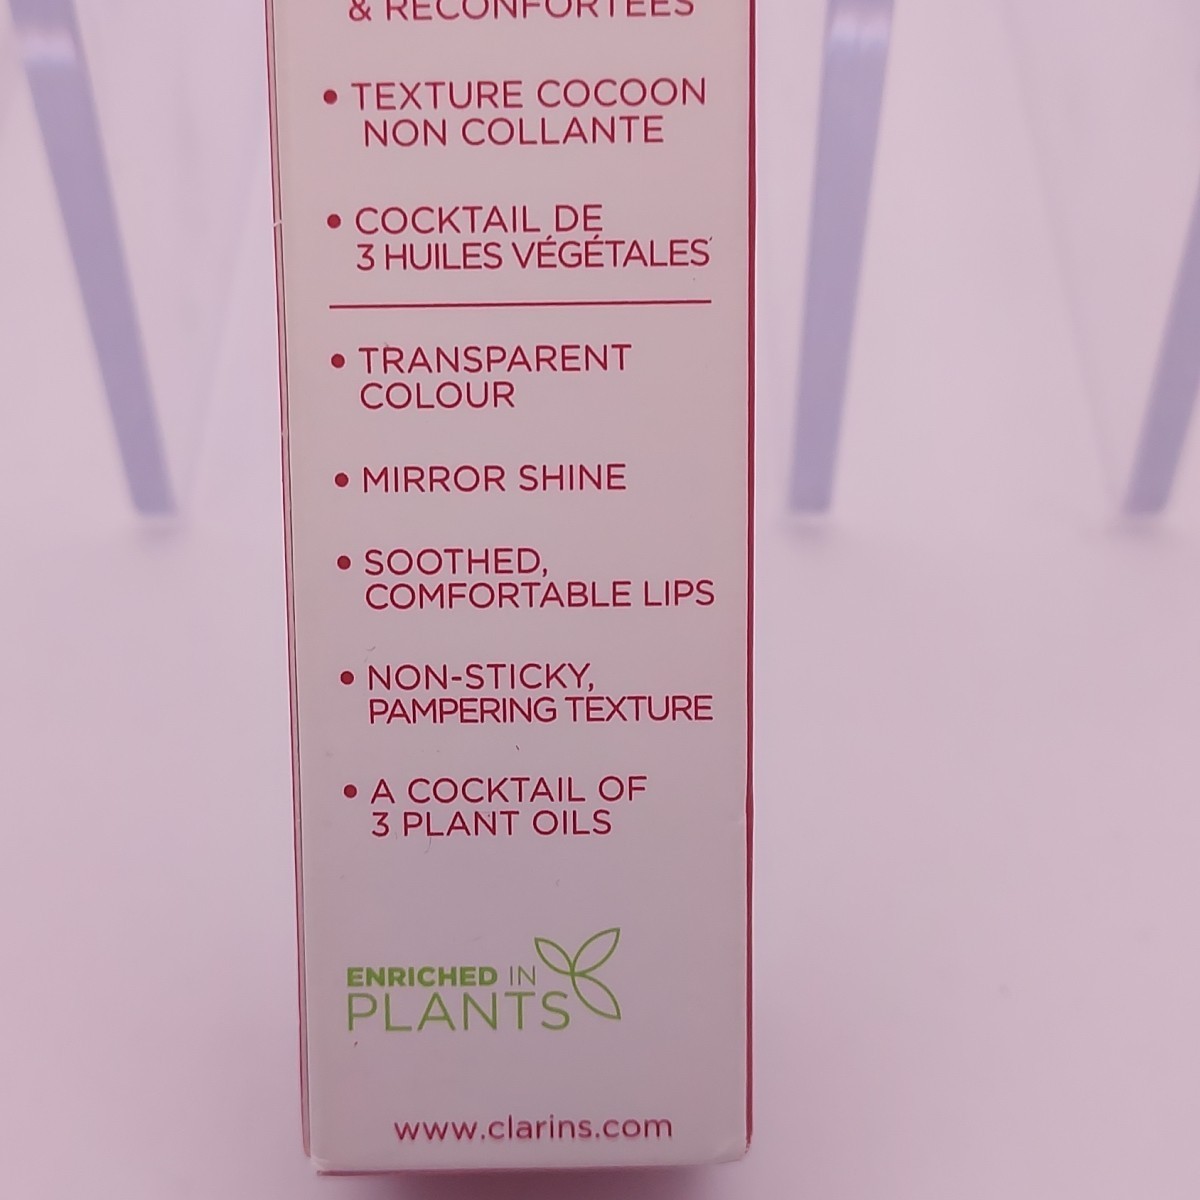 & RÉCONFORTÉES
• TEXTURE COCOON
NON COLLANTE
• COCKTAIL DE
3 HUILES VÉGÉTALES
• TRANSPARENT
COLOUR
• MIRROR SHINE
• SOOTHED,
COMFORTABLE LIPS
• NON-STICKY,
PAMPERING TEXTURE
• A COCKTAIL OF
3 PLANT OILS
ENRICHED IN
PLANTS
www.clarins.com